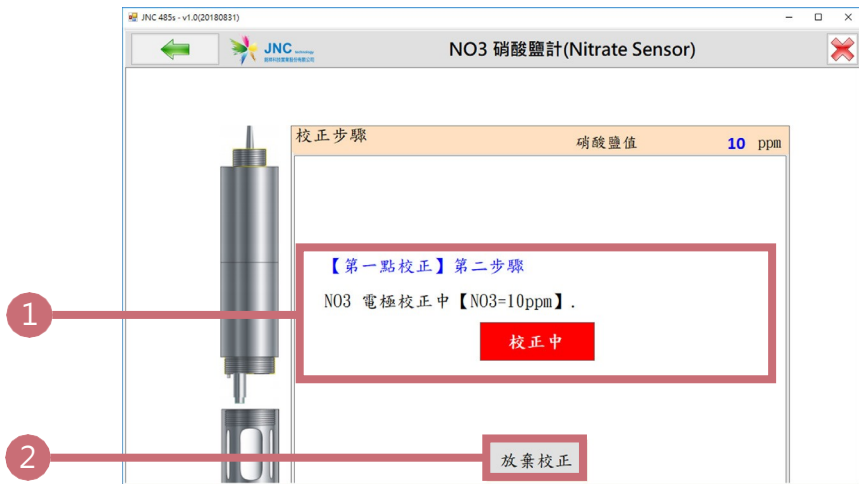 JNC 485s - v1.0(20180831)
JNC technology
NO3 硝酸鹽計(Nitrate Sensor)
校正步驟
硝酸鹽值 10 ppm
【第一點校正】第二步驟
NO3 電極校正中【NO3=10ppm】.
校正中
放棄校正
1
2